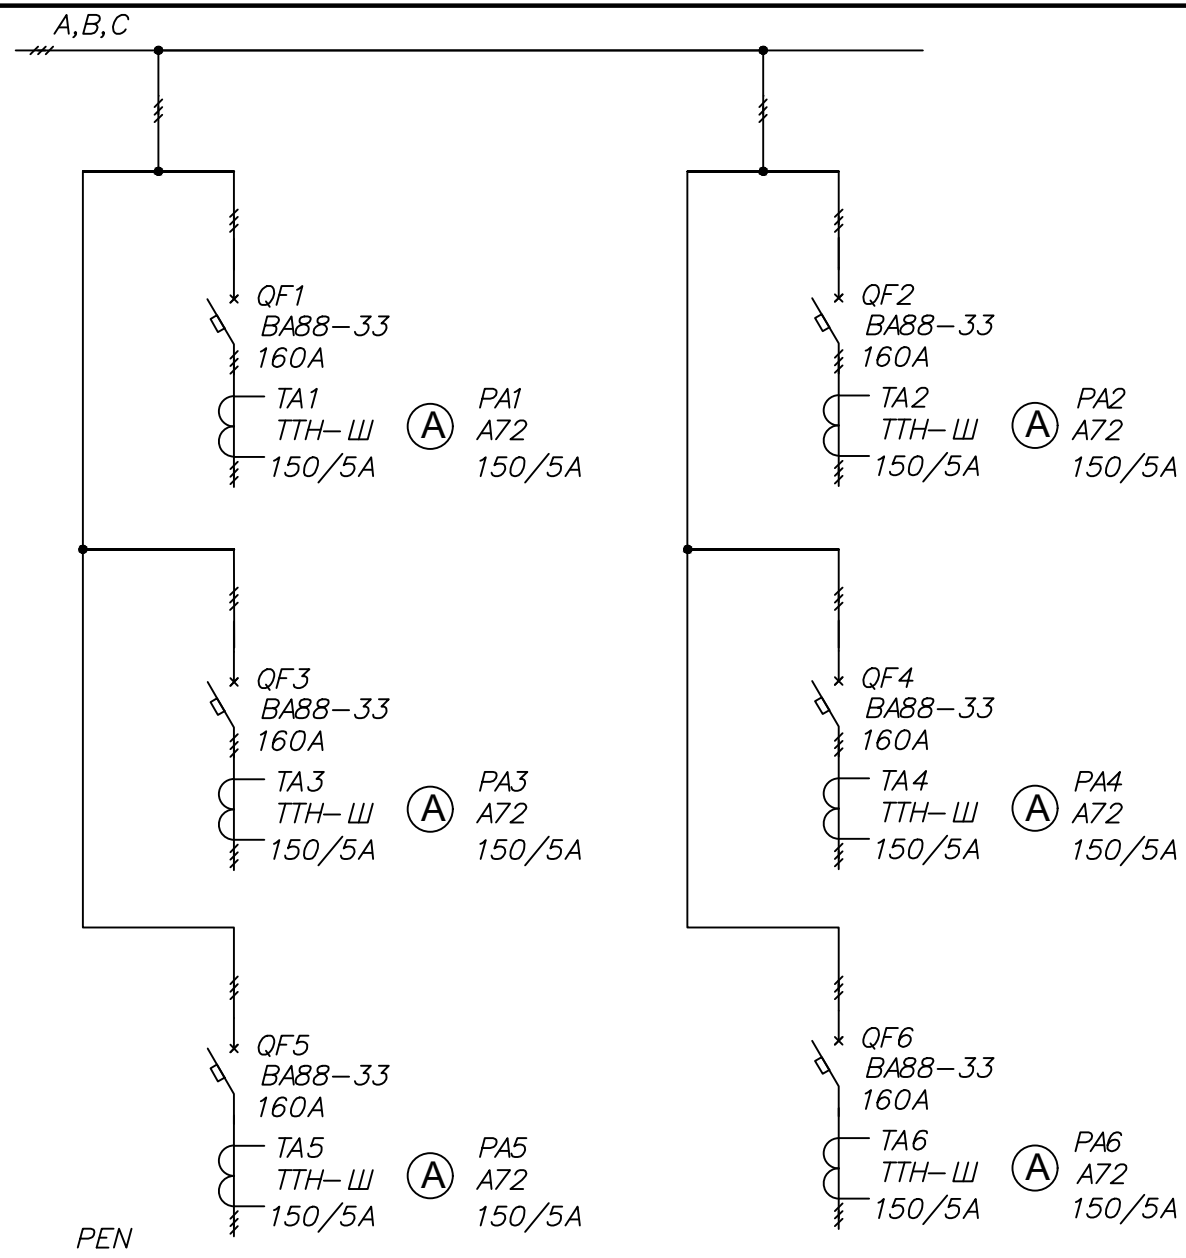 A,B,C
QF1
ВА88-33
160А
TA1
ТТН-Ш
150/5А
A
PA1
А72
150/5А
QF2
ВА88-33
160А
TA2
ТТН-Ш
150/5А
A
PA2
А72
150/5А
QF3
ВА88-33
160А
TA3
ТТН-Ш
150/5А
A
PA3
А72
150/5А
QF4
ВА88-33
160А
TA4
ТТН-Ш
150/5А
A
PA4
А72
150/5А
QF5
ВА88-33
160А
TA5
ТТН-Ш
150/5А
A
PA5
А72
150/5А
QF6
ВА88-33
160А
TA6
ТТН-Ш
150/5А
A
PA6
А72
150/5А
PEN